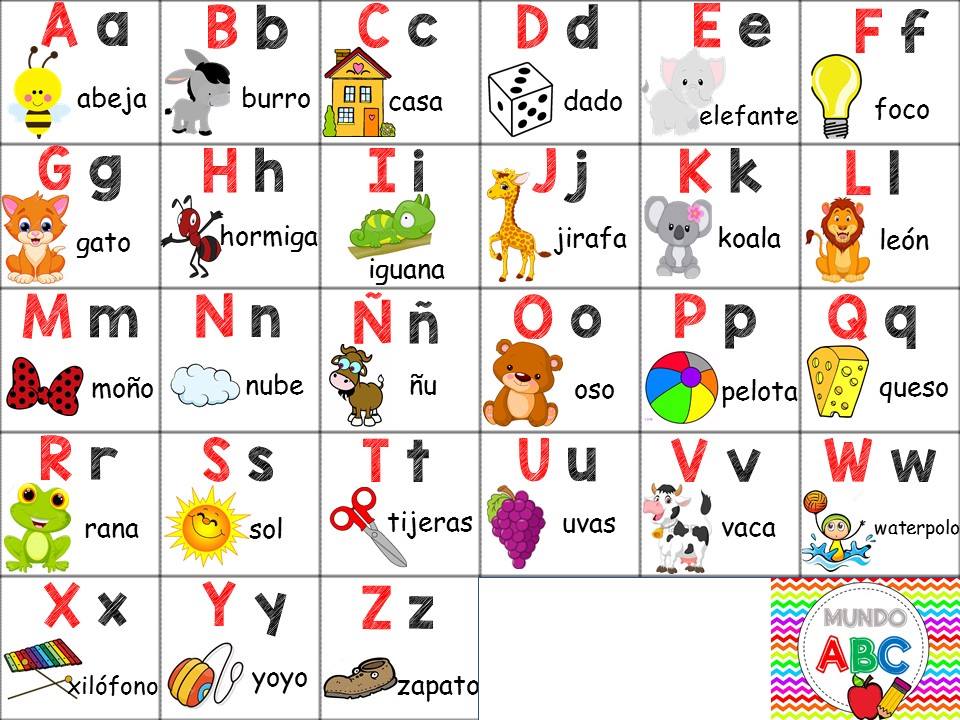 A a
abeja
B b
burro
C c
casa
D d
dado
E e
elefante
F f
foco
G g
gato
H h
hormiga
I i
iguana
J j
jirafa
K k
koala
L l
león
M m
moño
N n
nube
Ñ ñ
ñu
O o
oso
P p
pelota
Q q
queso
R r
rana
S s
sol
T t
tijeras
U u
uvas
V v
vaca
W w
waterpolo
X x
xilófono
Y y
yoyo
Z z
zapato
MUNDO
ABC